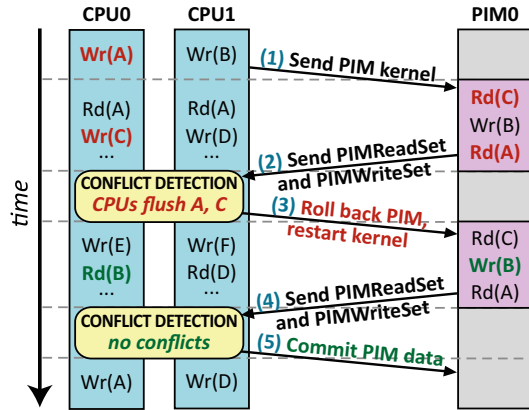 CPU0 CPU1 PIM0
Wr(A) Wr(B) (1) Send PIM kernel
Rd(C)
Rd(A) Rd(A) Wr(B)
Wr(C) Wr(D) Rd(A)
... ...
(2) Send PIMReadSet
and PIMWriteSet
CONFLICT DETECTION
CPUs flush A, C
(3) Roll back PIM,
restart kernel
time
Wr(E) Wr(F) Rd(C)
Rd(B) Rd(D) Wr(B)
... ... Rd(A)
(4) Send PIMReadSet
and PIMWriteSet
CONFLICT DETECTION
no conflicts
(5) Commit PIM data
Wr(A) Wr(D)